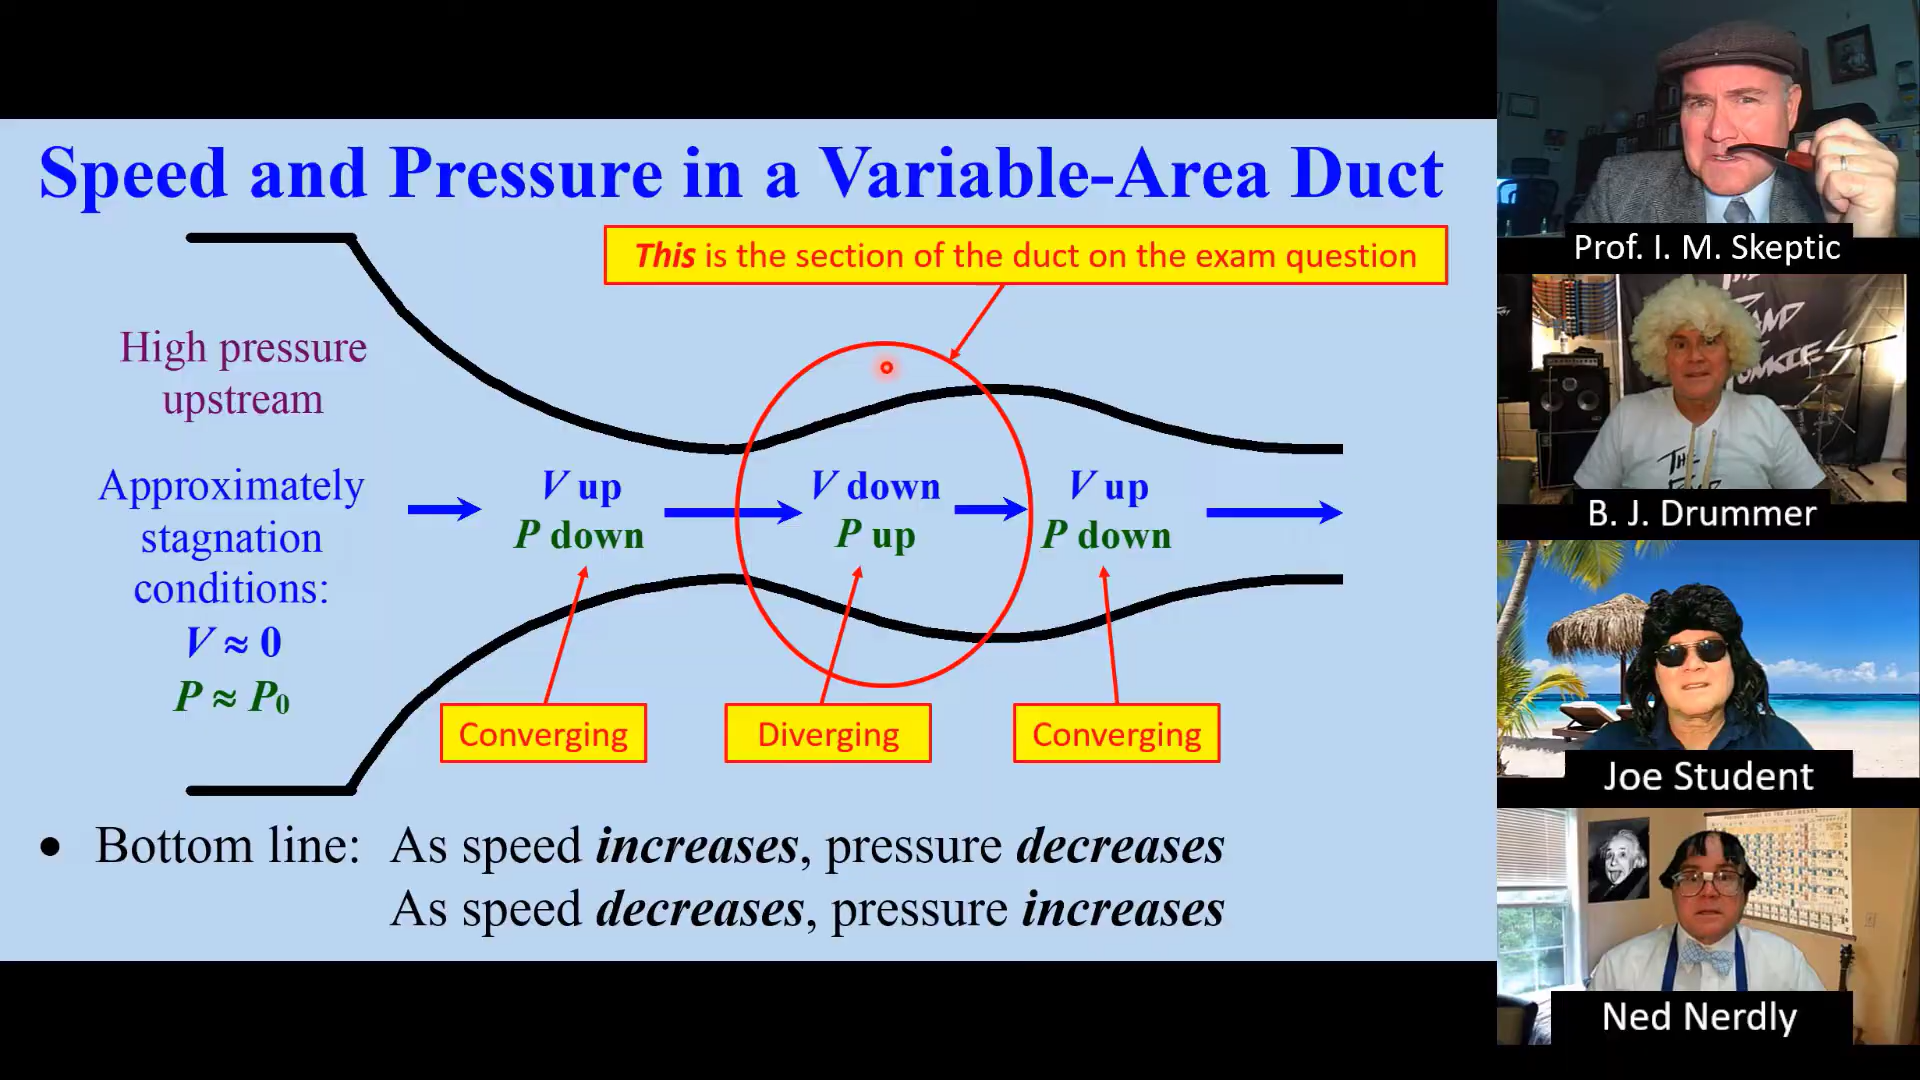 Speed and Pressure in a Variable-Area Duct
This is the section of the duct on the exam question
High pressure
upstream
Approximately
stagnation
conditions:
V ≈ 0
P ≈ P₀
V up
P down
V down
P up
V up
P down
Converging
Diverging
Converging
• Bottom line: As speed increases, pressure decreases
As speed decreases, pressure increases
Prof. I. M. Skeptic
B. J. Drummer
Joe Student
Ned Nerdly